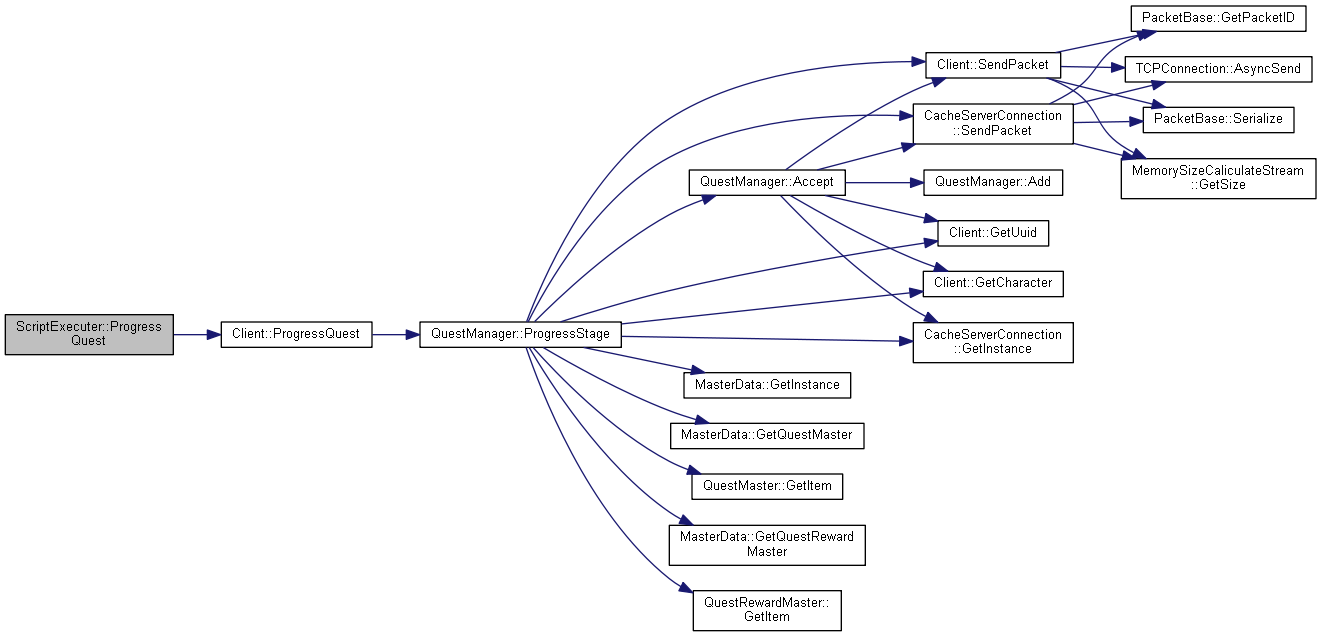 PacketBase::GetPacketID
Client::SendPacket
TCPConnection::AsyncSend
CacheServerConnection
::SendPacket
PacketBase::Serialize
MemorySizeCaliculateStream
::GetSize
QuestManager::Accept
QuestManager::Add
Client::GetUuid
Client::GetCharacter
ScriptExecuter::Progress
Quest
Client::ProgressQuest
QuestManager::ProgressStage
CacheServerConnection
::GetInstance
MasterData::GetInstance
MasterData::GetQuestMaster
QuestMaster::GetItem
MasterData::GetQuestReward
Master
QuestRewardMaster::
GetItem